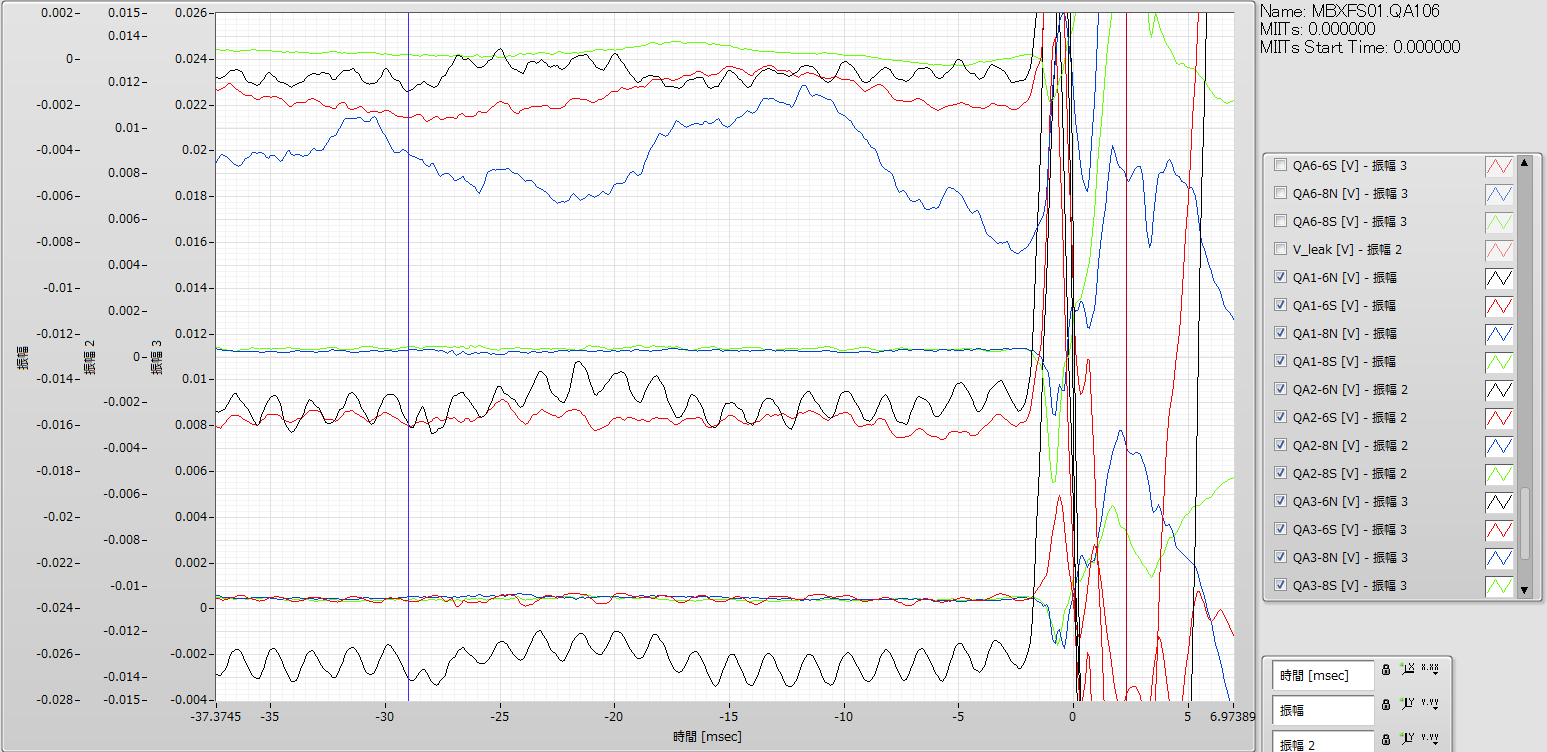 Name: MBXFS01.QA106
MIITs: 0.000000
MIITs Start Time: 0.000000
振幅
0.002
0
-0.002
-0.004
-0.006
-0.008
-0.01
-0.012
-0.014
-0.016
-0.018
-0.02
-0.022
-0.024
-0.026
-0.028
振幅 2
0.015
0.014
0.012
0.01
0.008
0.006
0.004
0.002
0
-0.002
-0.004
-0.006
-0.008
-0.01
-0.012
-0.014
-0.015
振幅 3
0.026
0.024
0.022
0.02
0.018
0.016
0.014
0.012
0.01
0.008
0.006
0.004
0.002
0
-0.002
-0.004
-37.3745 -35 -30 -25 -20 -15 -10 -5 0 5 6.97389
時間 [msec]
QA6-6S [V] - 振幅 3
QA6-8N [V] - 振幅 3
QA6-8S [V] - 振幅 3
V_leak [V] - 振幅 2
QA1-6N [V] - 振幅
QA1-6S [V] - 振幅
QA1-8N [V] - 振幅
QA1-8S [V] - 振幅
QA2-6N [V] - 振幅 2
QA2-6S [V] - 振幅 2
QA2-8N [V] - 振幅 2
QA2-8S [V] - 振幅 2
QA3-6N [V] - 振幅 3
QA3-6S [V] - 振幅 3
QA3-8N [V] - 振幅 3
QA3-8S [V] - 振幅 3
時間 [msec] X X.XX
振幅 Y Y.YY
振幅 2 Y Y.YY